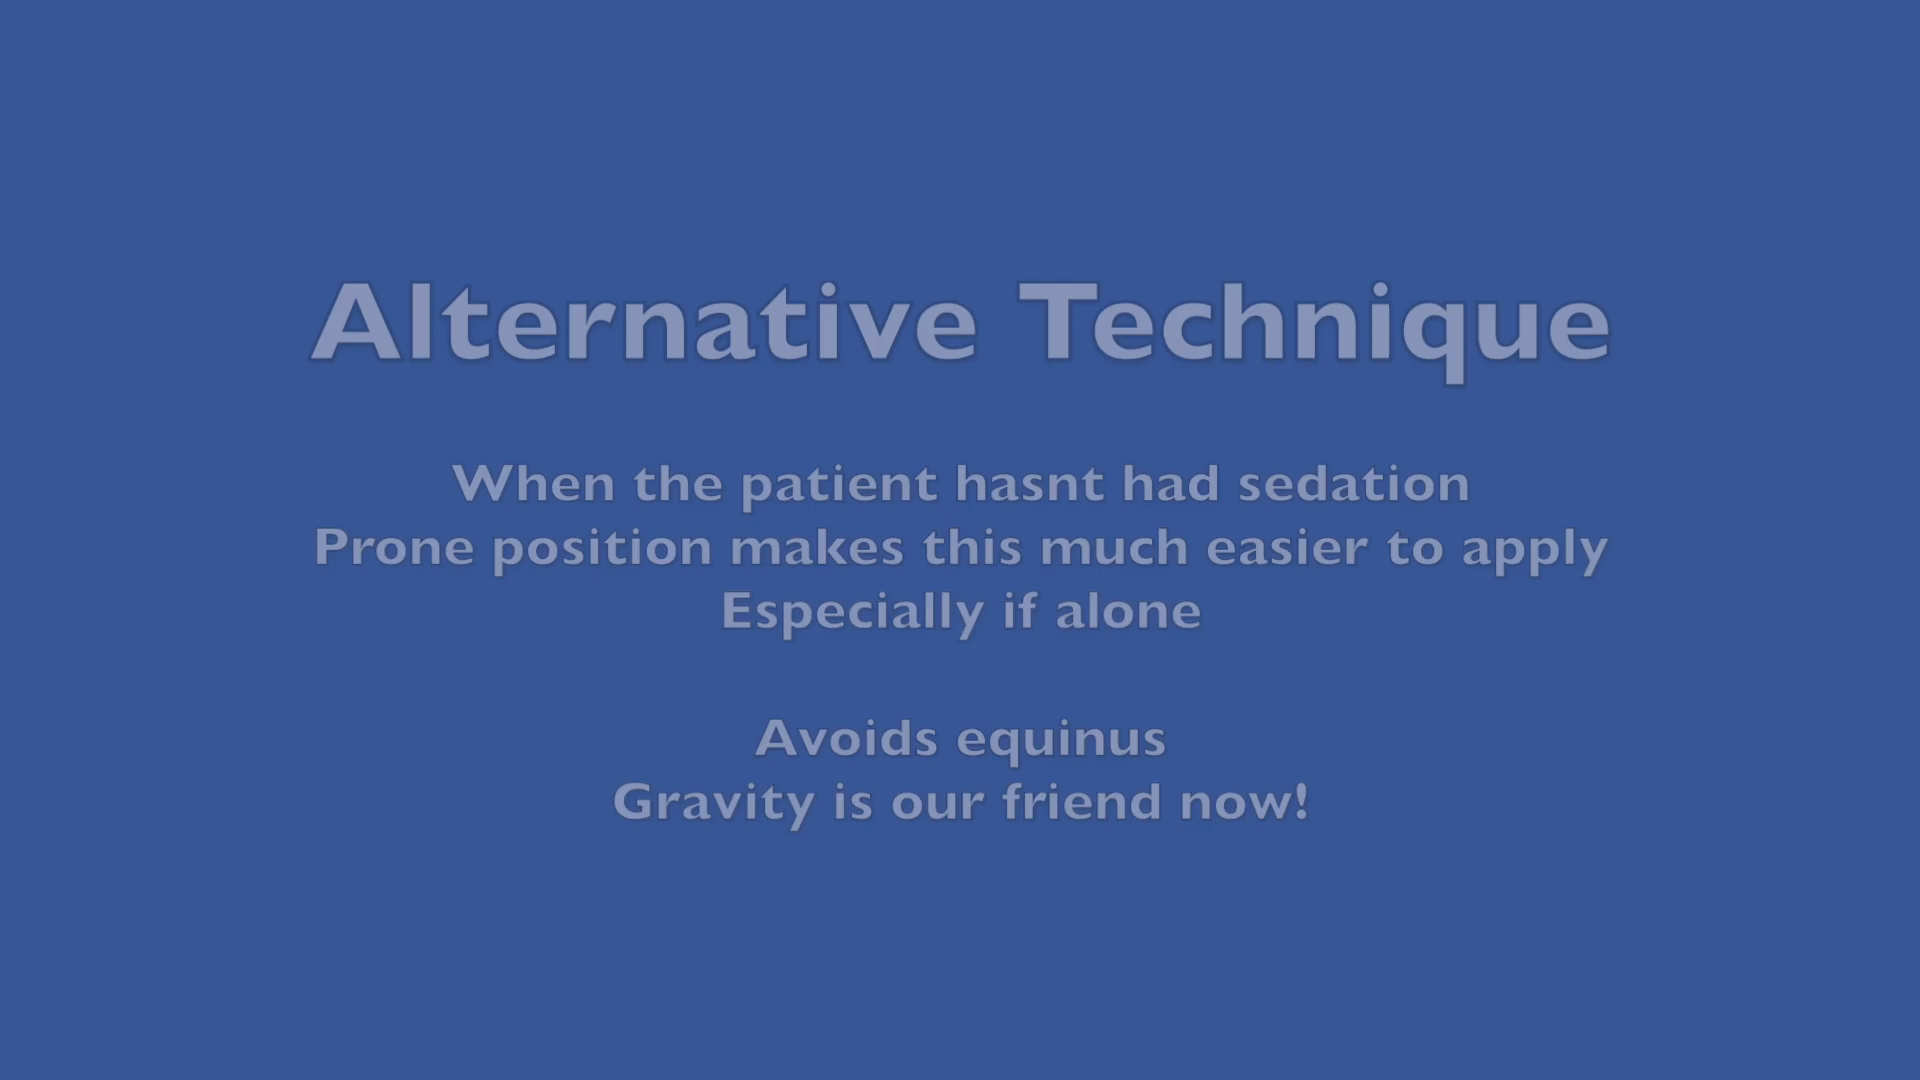 Alternative Technique
When the patient hasnt had sedation
Prone position makes this much easier to apply
Especially if alone
Avoids equinus
Gravity is our friend now!